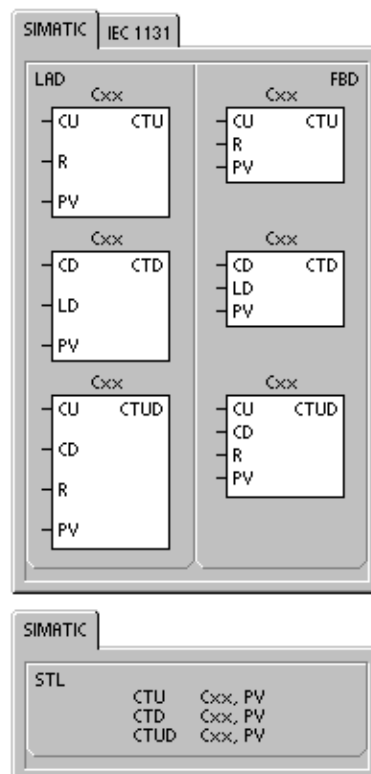 SIMATIC IEC 1131
LAD FBD
Cxx
CU CTU
R
PV
Cxx
CD CTD
LD
PV
Cxx
CU CTUD
CD
R
PV
Cxx
CU CTU
R
PV
Cxx
CD CTD
LD
PV
Cxx
CU CTUD
CD
R
PV
SIMATIC
STL
CTU Cxx, PV
CTD Cxx, PV
CTUD Cxx, PV